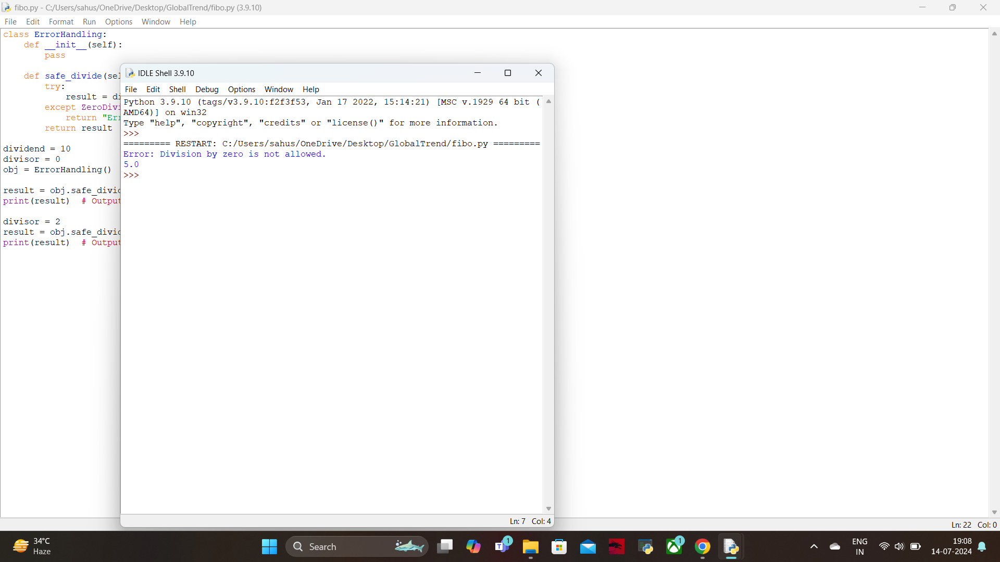 fibo.py - C:/Users/sahus/OneDrive/Desktop/GlobalTrend/fibo.py (3.9.10)
File Edit Format Run Options Window Help
class ErrorHandling:
def __init__(self):
pass
def safe_divide(sel
try:
result = di
except ZeroDivi
return "Err
return result
dividend = 10
divisor = 0
obj = ErrorHandling()
result = obj.safe_divid
print(result) # Output
divisor = 2
result = obj.safe_divid
print(result) # Output
IDLE Shell 3.9.10
File Edit Shell Debug Options Window Help
Python 3.9.10 (tags/v3.9.10:f2f3f53, Jan 17 2022, 15:14:21) [MSC v.1929 64 bit (
AMD64)] on win32
Type "help", "copyright", "credits" or "license()" for more information.
>>>
========= RESTART: C:/Users/sahus/OneDrive/Desktop/GlobalTrend/fibo.py =========
Error: Division by zero is not allowed.
5.0
>>>
Ln: 7 Col: 4
Ln: 22 Col: 0
34°C
Haze
Search
1
T
1
ENG
IN
19:08
14-07-2024